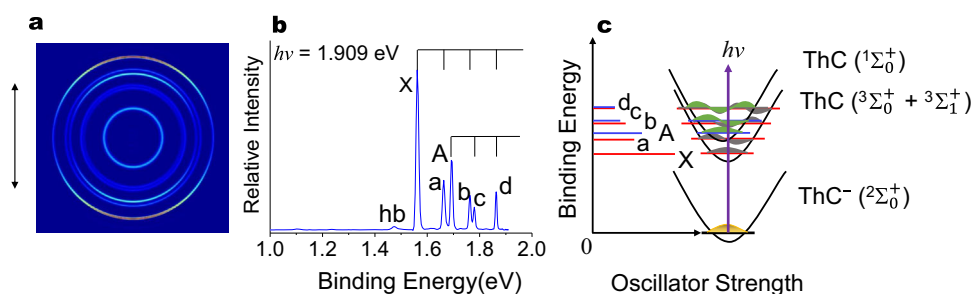 a
b
hν = 1.909 eV
X
A
a
b
c
d
hb
Relative Intensity
1.0 1.2 1.4 1.6 1.8 2.0
Binding Energy(eV)
c
hν
ThC (¹Σ₀⁺)
ThC (³Σ₀⁺ + ³Σ₁⁺)
ThC⁻ (²Σ₀⁺)
d
c
b
A
a
X
Binding Energy
0
Oscillator Strength